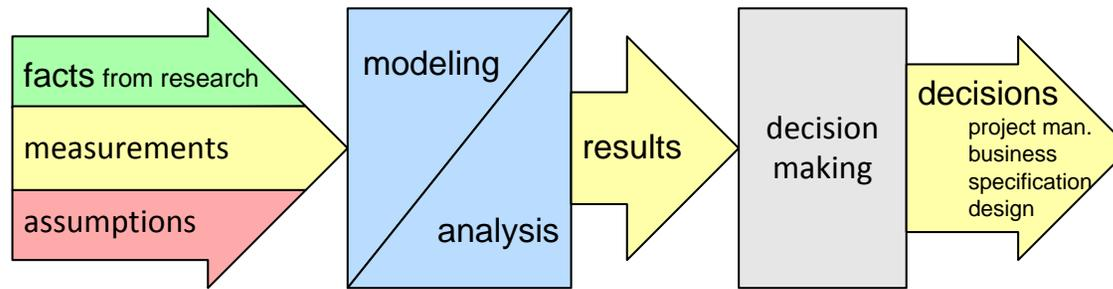 facts from research
measurements
assumptions
modeling
analysis
results
decision
making
decisions
project man.
business
specification
design